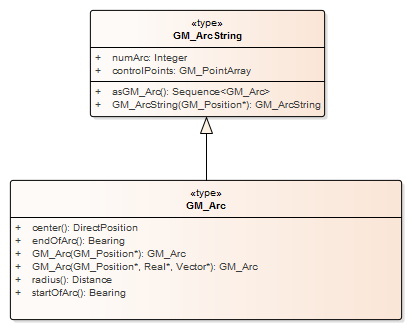 «type»
GM_ArcString
+ numArc: Integer
+ controlPoints: GM_PointArray
+ asGM_Arc(): Sequence<GM_Arc>
+ GM_ArcString(GM_Position*): GM_ArcString
«type»
GM_Arc
+ center(): DirectPosition
+ endOfArc(): Bearing
+ GM_Arc(GM_Position*): GM_Arc
+ GM_Arc(GM_Position*, Real*, Vector*): GM_Arc
+ radius(): Distance
+ startOfArc(): Bearing